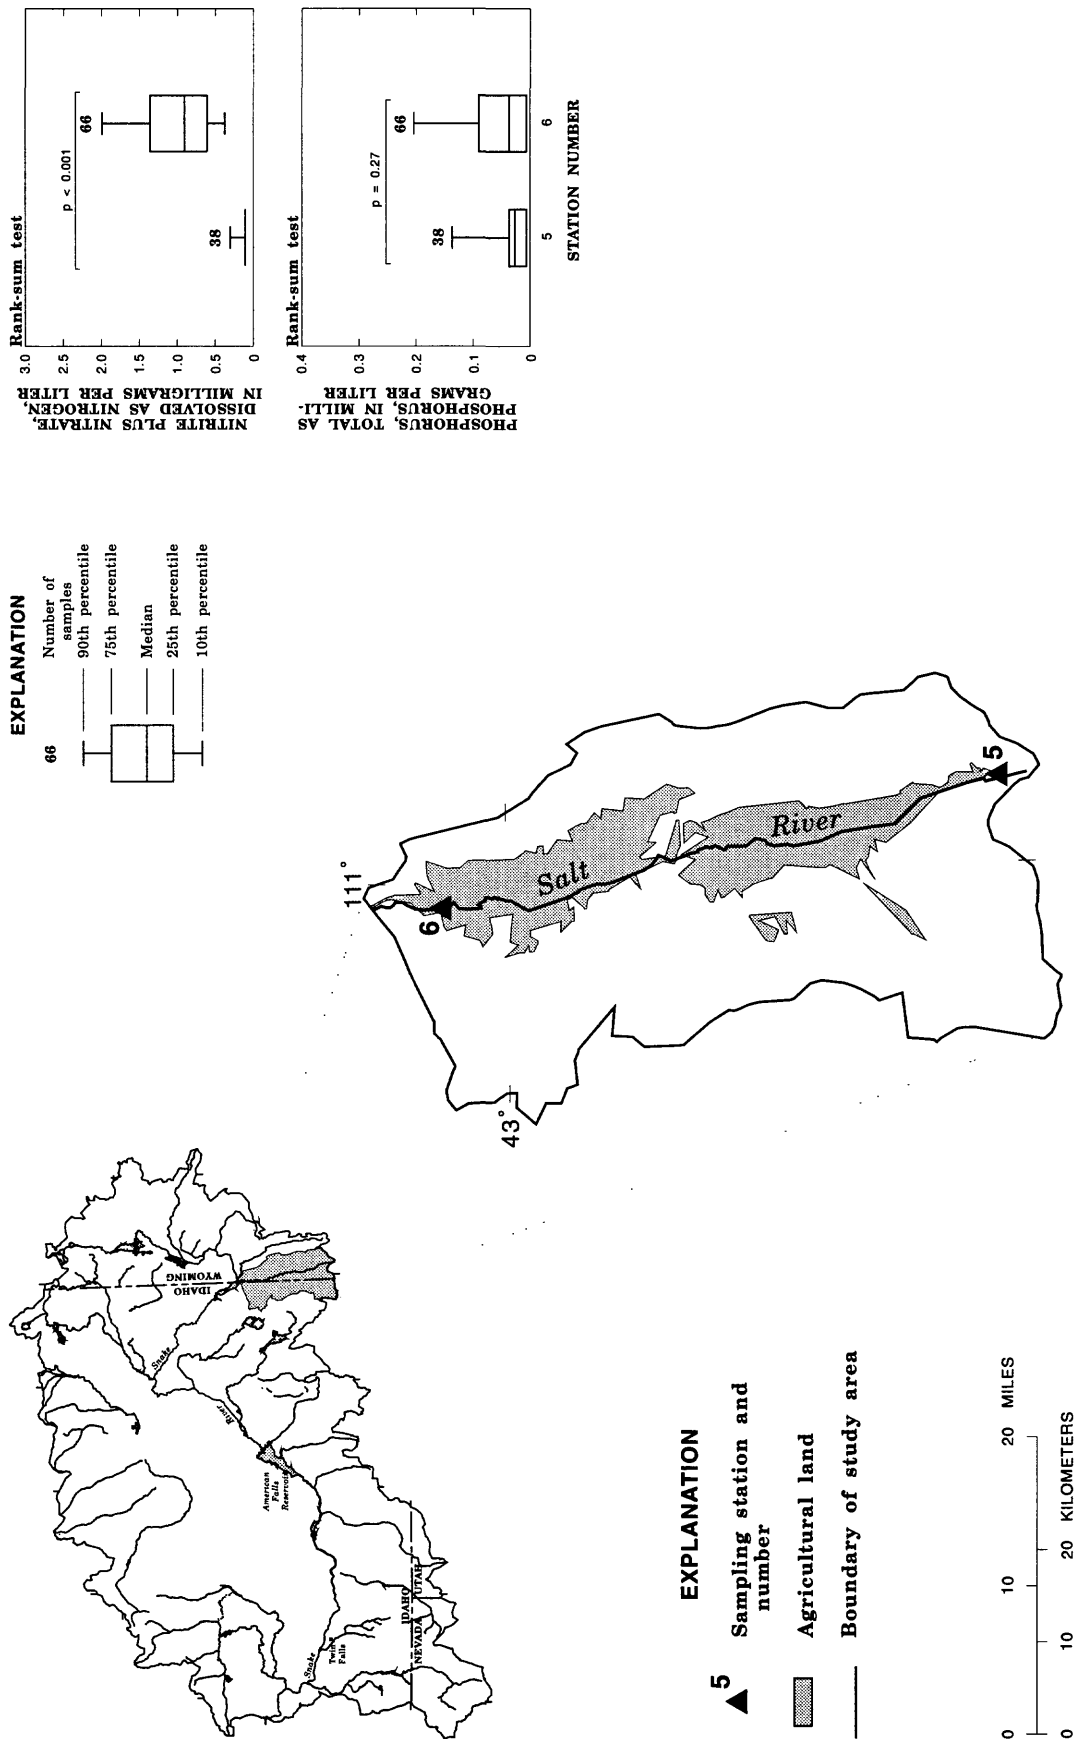 Rank-sum test
3.0
2.5
2.0
1.5
1.0
0.5
0
NITRITE PLUS NITRATE,
DISSOLVED AS NITROGEN,
IN MILLIGRAMS PER LITER
p < 0.001
38
66
Rank-sum test
0.4
0.3
0.2
0.1
0
PHOSPHORUS, TOTAL AS
PHOSPHORUS, IN MILLI-
GRAMS PER LITER
p = 0.27
38
66
5
6
STATION NUMBER
EXPLANATION
66
Number of
samples
90th percentile
75th percentile
Median
25th percentile
10th percentile
111°
43°
6
Salt
River
5
IDAHO
WYOMING
Snake
River
American
Falls
Reservoir
Snake
Twin
Falls
IDAHO
NEVADA
UTAH
EXPLANATION
5
Sampling station and
number
Agricultural land
Boundary of study area
0
10
20 MILES
0
10
20 KILOMETERS